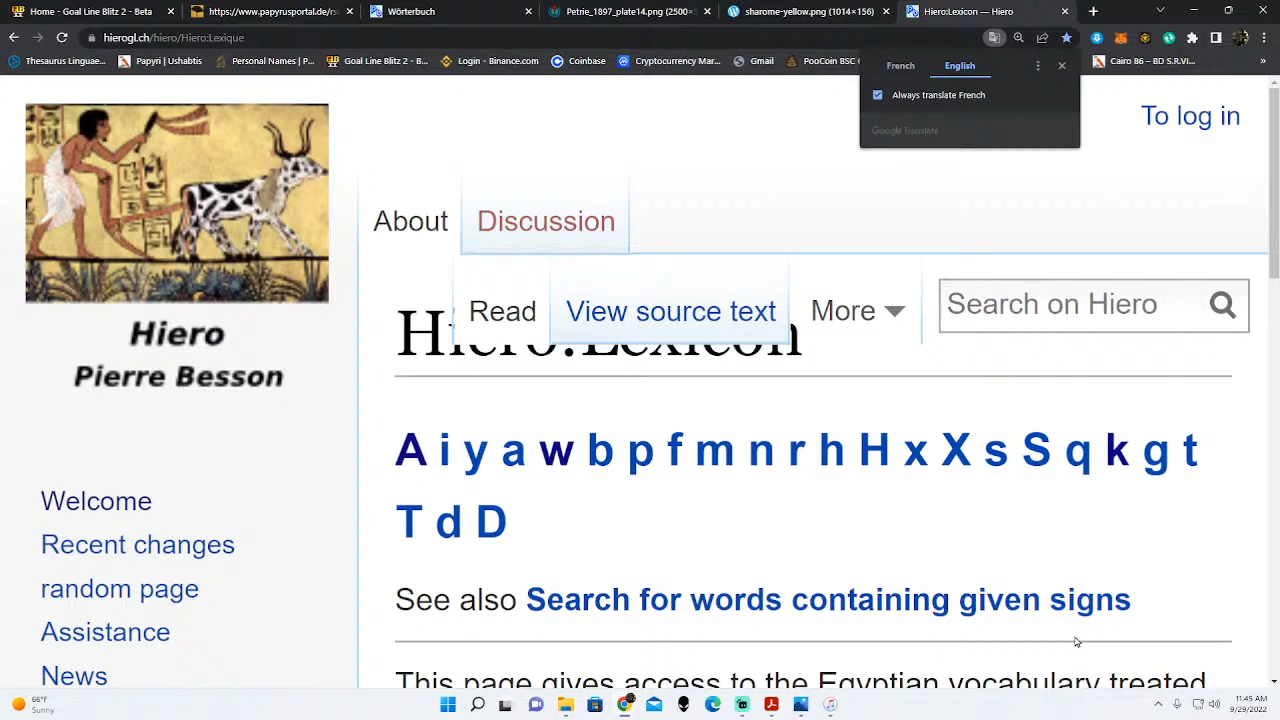 Home - Goal Line Blitz 2 - Beta
https://www.papyrusportal.de/rs
Wörterbuch
Petrie_1897_plate14.png (2500×
sharome-yellow.png (1014×156)
Hiero:Lexicon — Hiero
hierogl.ch/hiero/Hiero:Lexique
Thesaurus Linguae...
Papyri | Ushabtis
Personal Names | P...
Goal Line Blitz 2 - B...
Login - Binance.com
Coinbase
Cryptocurrency Mar...
Gmail
Poocoin BSC
Cairo 86 – BD S.R.VI...
»
French
English
Always translate French
Google Translate
To log in
About
Discussion
Read
View source text
More
Search on Hiero
Hiero:Lexicon
Hiero
Pierre Besson
A i y a w b p f m n r h H x X s S q k g t
T d D
Welcome
Recent changes
random page
Assistance
News
See also Search for words containing given signs
This page gives access to the Egyptian vocabulary treated
66°F
Sunny
11:45 AM
9/29/2022